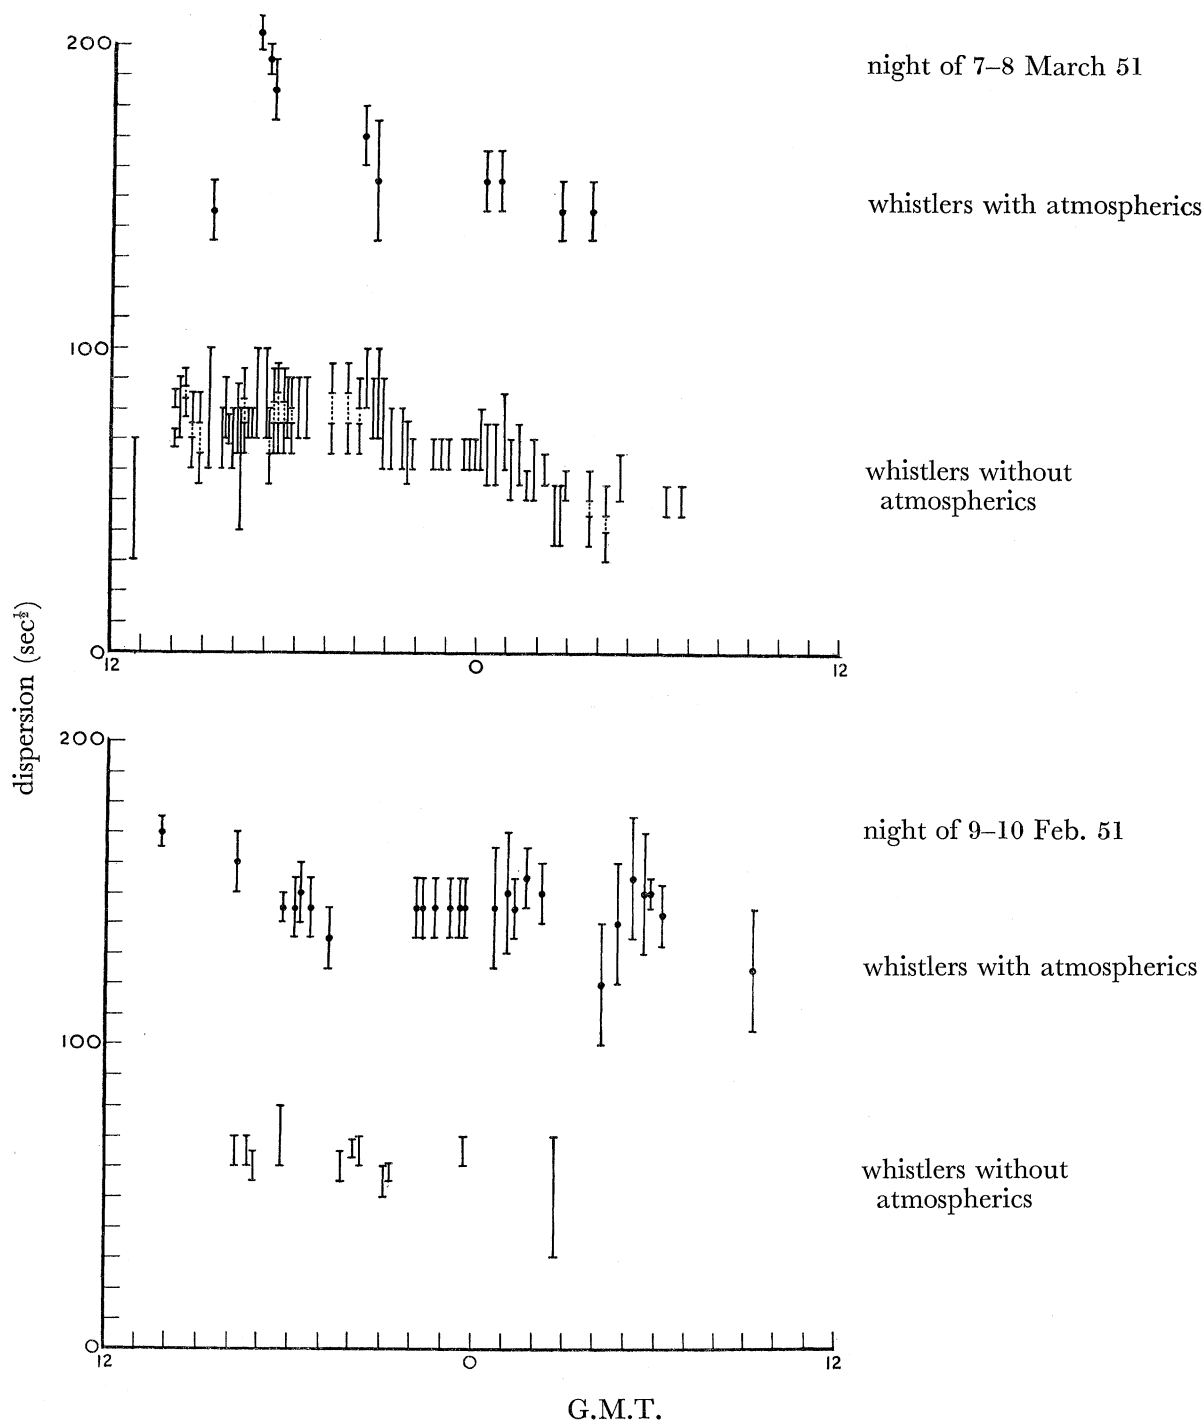 200
night of 7–8 March 51
whistlers with atmospherics
100
whistlers without
atmospherics
0
12
0
12
dispersion (sec½)
200
night of 9–10 Feb. 51
whistlers with atmospherics
100
whistlers without
atmospherics
0
12
0
12
G.M.T.